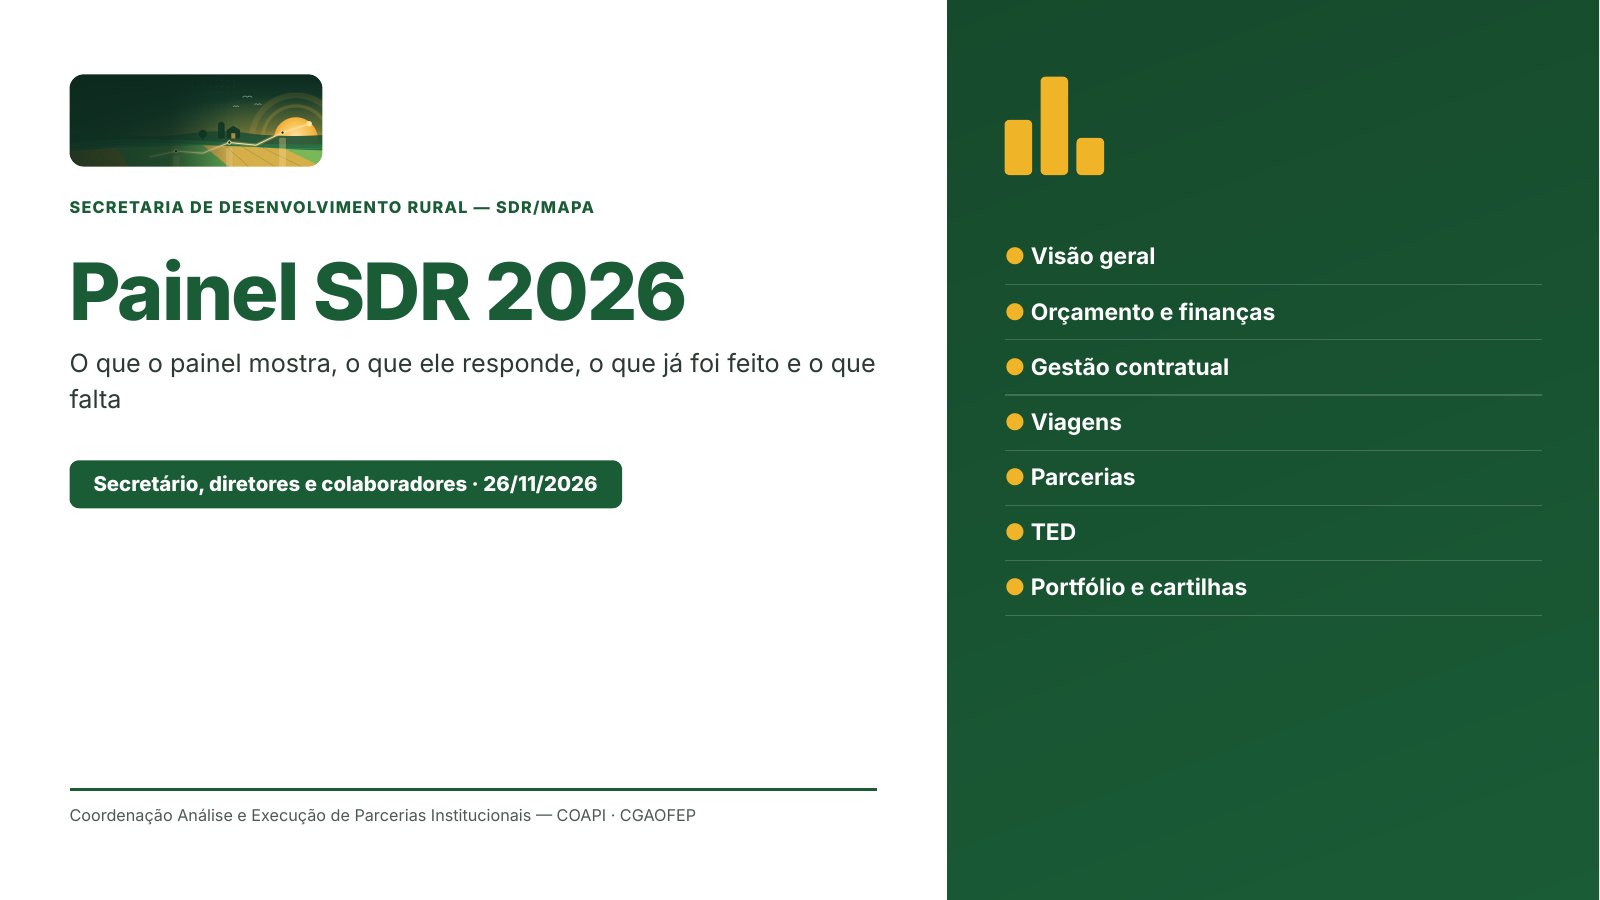 SECRETARIA DE DESENVOLVIMENTO RURAL — SDR/MAPA
Painel SDR 2026
O que o painel mostra, o que ele responde, o que já foi feito e o que
falta
Secretário, diretores e colaboradores · 26/11/2026
Coordenação Análise e Execução de Parcerias Institucionais — COAPI · CGAOFEP
Visão geral
Orçamento e finanças
Gestão contratual
Viagens
Parcerias
TED
Portfólio e cartilhas